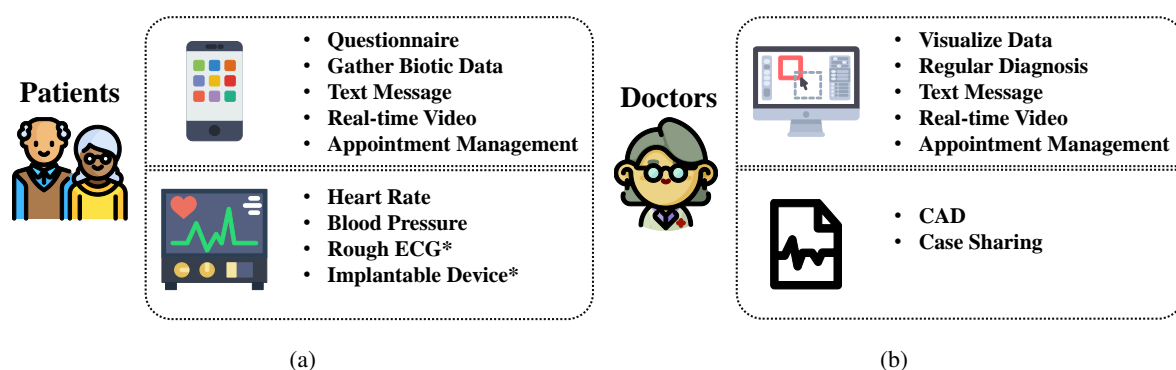 Patients
• Questionnaire
• Gather Biotic Data
• Text Message
• Real-time Video
• Appointment Management
• Heart Rate
• Blood Pressure
• Rough ECG*
• Implantable Device*
(a)
Doctors
• Visualize Data
• Regular Diagnosis
• Text Message
• Real-time Video
• Appointment Management
• CAD
• Case Sharing
(b)